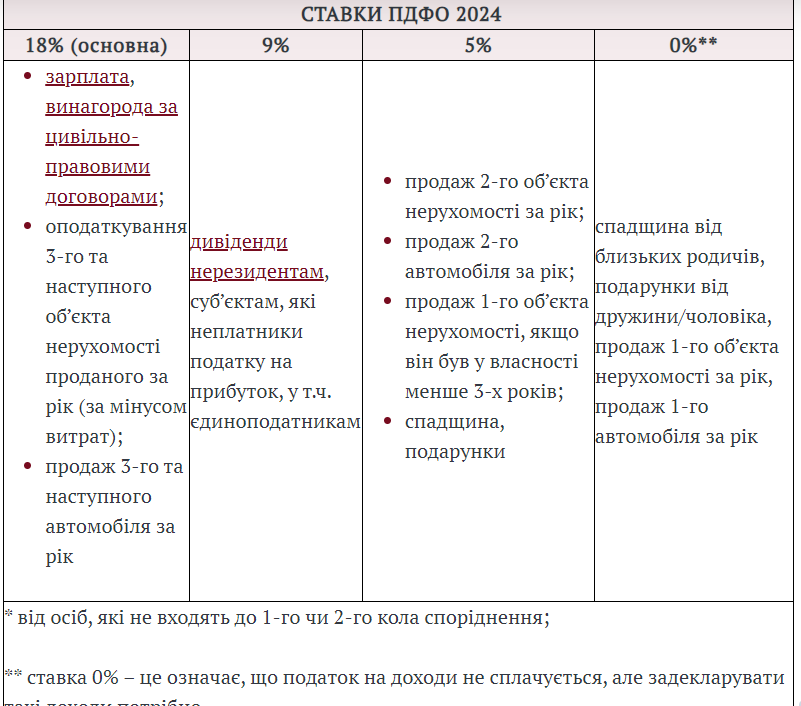 СТАВКИ ПДФО 2024
18% (основна)
9%
5%
0%**
зарплата,
винагорода за
цивільно-
правовими
договорами;
оподаткування
3-го та
наступного
об’єкта
нерухомості
проданого за
рік (за мінусом
витрат);
продаж 3-го та
наступного
автомобіля за
рік
дивіденди
нерезидентам,
суб’єктам, які
неплатники
податку на
прибуток, у т.ч.
єдиноподатникам
продаж 2-го об’єкта
нерухомості за рік;
продаж 2-го
автомобіля за рік;
продаж 1-го об’єкта
нерухомості, якщо
він був у власності
менше 3-х років;
спадщина,
подарунки
спадщина від
близьких родичів,
подарунки від
дружини/чоловіка,
продаж 1-го об’єкта
нерухомості за рік,
продаж 1-го
автомобіля за рік
* від осіб, які не входять до 1-го чи 2-го кола споріднення;
** ставка 0% – це означає, що податок на доходи не сплачується, але задекларувати
такі доходи потрібно